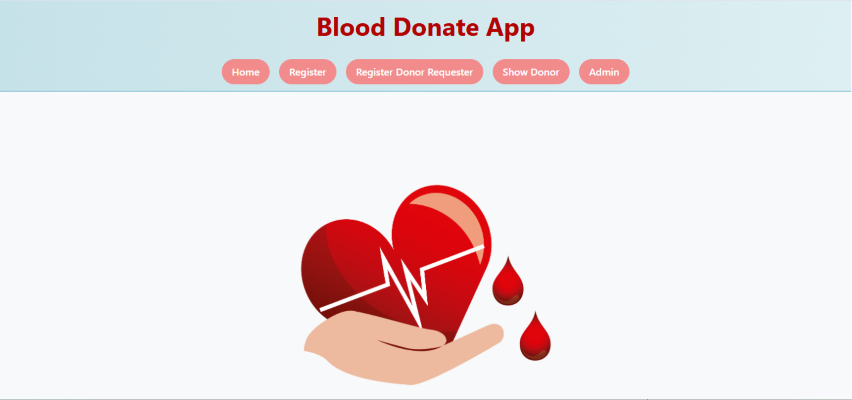 Blood Donate App
Home Register Register Donor Requester Show Donor Admin